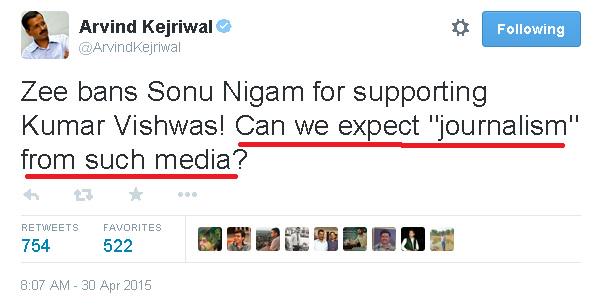 Arvind Kejriwal
@ArvindKejriwal
Following
Zee bans Sonu Nigam for supporting
Kumar Vishwas! Can we expect "journalism"
from such media?
RETWEETS FAVORITES
754 522
8:07 AM - 30 Apr 2015